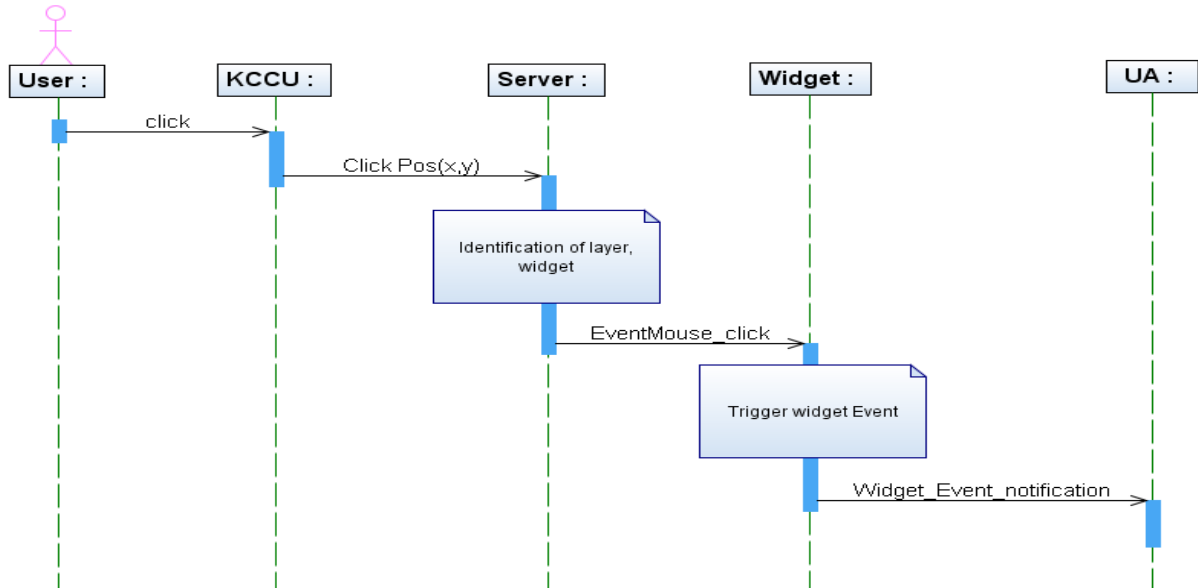 User :
KCCU :
Server :
Widget :
UA :
click
Click Pos(x,y)
Identification of layer,
widget
EventMouse_click
Trigger widget Event
Widget_Event_notification